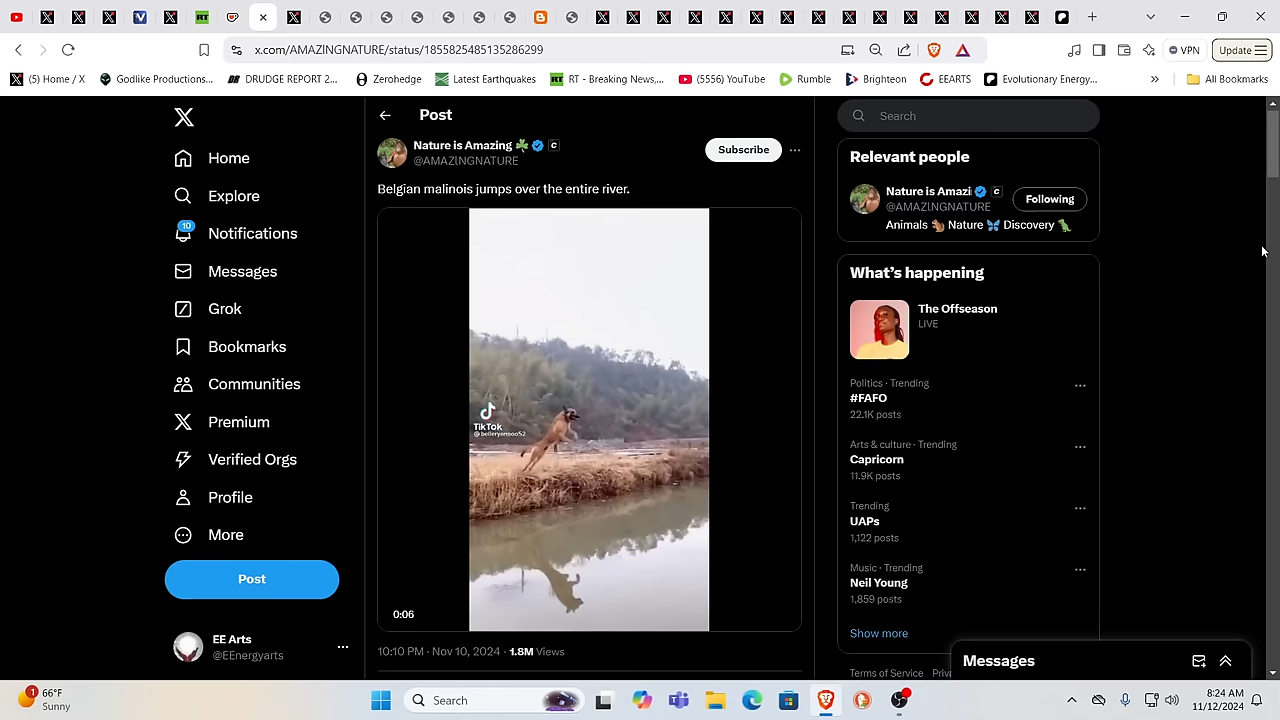 x.com/AMAZINGNATURE/status/1855825485135286299
VPN
Update
(5) Home / X
Godlike Productions...
DRUDGE REPORT 2...
Zerohedge
Latest Earthquakes
RT - Breaking News,...
(5556) YouTube
Rumble
Brighteon
EEARTS
Evolutionary Energy...
»
All Bookmarks
Home
Explore
10
Notifications
Messages
Grok
Bookmarks
Communities
Premium
Verified Orgs
Profile
More
Post
EE Arts
@EEnergyarts
Post
Nature is Amazing ☘️
@AMAZINGNATURE
Subscribe
Belgian malinois jumps over the entire river.
TikTok
0:06
10:10 PM · Nov 10, 2024 · 1.8M Views
Search
Relevant people
Nature is Amazi
@AMAZINGNATURE
Following
Animals 🐿️ Nature 🦋 Discovery 🦖
What's happening
The Offseason
LIVE
Politics · Trending
#FAFO
22.1K posts
Arts & culture · Trending
Capricorn
11.9K posts
Trending
UAPs
1,122 posts
Music · Trending
Neil Young
1,859 posts
Show more
Terms of Service
Messages
1
66°F
Sunny
Search
8:24 AM
11/12/2024